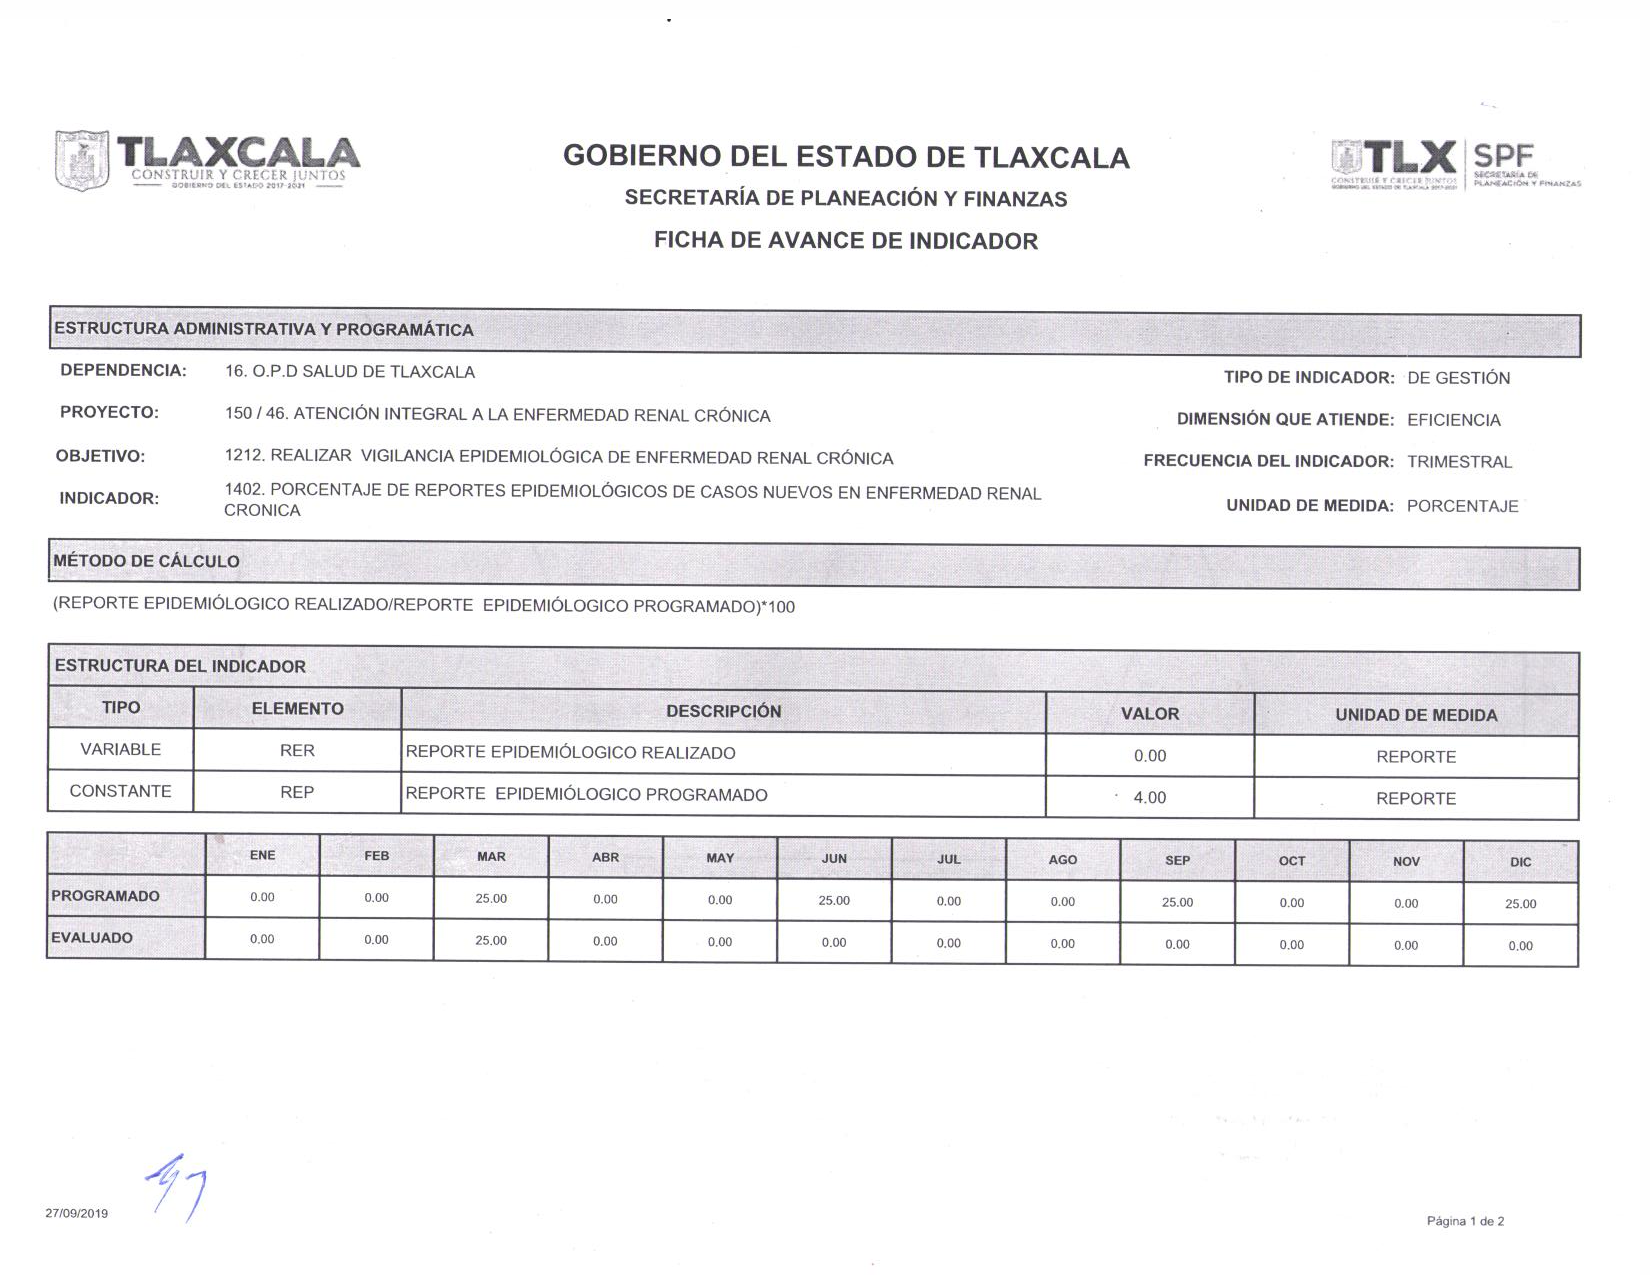 TLAXCALA
CONSTRUIR Y CRECER JUNTOS
GOBIERNO DEL ESTADO 2017-2021
GOBIERNO DEL ESTADO DE TLAXCALA
SECRETARÍA DE PLANEACIÓN Y FINANZAS
FICHA DE AVANCE DE INDICADOR
TLX
CONSTRUIR Y CRECER JUNTOS
GOBIERNO DEL ESTADO DE TLAXCALA 2017-2021
SPF
SECRETARÍA DE
PLANEACIÓN Y FINANZAS
ESTRUCTURA ADMINISTRATIVA Y PROGRAMÁTICA
DEPENDENCIA: 16. O.P.D SALUD DE TLAXCALA TIPO DE INDICADOR: DE GESTIÓN
PROYECTO: 150 / 46. ATENCIÓN INTEGRAL A LA ENFERMEDAD RENAL CRÓNICA DIMENSIÓN QUE ATIENDE: EFICIENCIA
OBJETIVO: 1212. REALIZAR VIGILANCIA EPIDEMIOLÓGICA DE ENFERMEDAD RENAL CRÓNICA FRECUENCIA DEL INDICADOR: TRIMESTRAL
INDICADOR: 1402. PORCENTAJE DE REPORTES EPIDEMIOLÓGICOS DE CASOS NUEVOS EN ENFERMEDAD RENAL
CRONICA UNIDAD DE MEDIDA: PORCENTAJE
MÉTODO DE CÁLCULO
(REPORTE EPIDEMIÓLOGICO REALIZADO/REPORTE EPIDEMIÓLOGICO PROGRAMADO)*100
ESTRUCTURA DEL INDICADOR
TIPO ELEMENTO DESCRIPCIÓN VALOR UNIDAD DE MEDIDA
VARIABLE RER REPORTE EPIDEMIÓLOGICO REALIZADO 0.00 REPORTE
CONSTANTE REP REPORTE EPIDEMIÓLOGICO PROGRAMADO 4.00 REPORTE
ENE FEB MAR ABR MAY JUN JUL AGO SEP OCT NOV DIC
PROGRAMADO 0.00 0.00 25.00 0.00 0.00 25.00 0.00 0.00 25.00 0.00 0.00 25.00
EVALUADO 0.00 0.00 25.00 0.00 0.00 0.00 0.00 0.00 0.00 0.00 0.00 0.00
27/09/2019
Página 1 de 2